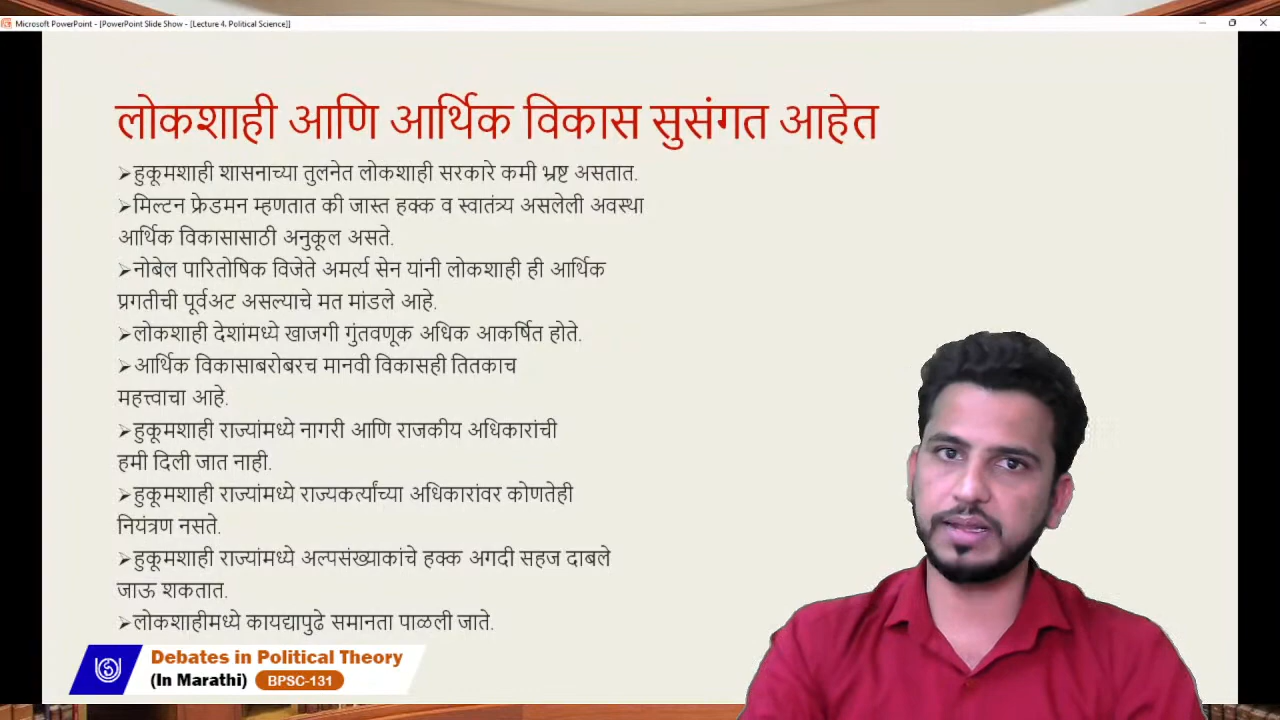 Microsoft PowerPoint - [PowerPoint Slide Show - [Lecture 4. Political Science]]
लोकशाही आणि आर्थिक विकास सुसंगत आहेत
➢हुकूमशाही शासनाच्या तुलनेत लोकशाही सरकारे कमी भ्रष्ट असतात.
➢मिल्टन फ्रेडमन म्हणतात की जास्त हक्क व स्वातंत्र्य असलेली अवस्था
आर्थिक विकासासाठी अनुकूल असते.
➢नोबेल पारितोषिक विजेते अमर्त्य सेन यांनी लोकशाही ही आर्थिक
प्रगतीची पूर्वअट असल्याचे मत मांडले आहे.
➢लोकशाही देशांमध्ये खाजगी गुंतवणूक अधिक आकर्षित होते.
➢आर्थिक विकासाबरोबरच मानवी विकासही तितकाच
महत्त्वाचा आहे.
➢हुकूमशाही राज्यांमध्ये नागरी आणि राजकीय अधिकारांची
हमी दिली जात नाही.
➢हुकूमशाही राज्यांमध्ये राज्यकर्त्यांच्या अधिकारांवर कोणतेही
नियंत्रण नसते.
➢हुकूमशाही राज्यांमध्ये अल्पसंख्याकांचे हक्क अगदी सहज दाबले
जाऊ शकतात.
➢लोकशाहीमध्ये कायद्यापुढे समानता पाळली जाते.
Debates in Political Theory
(In Marathi) BPSC-131